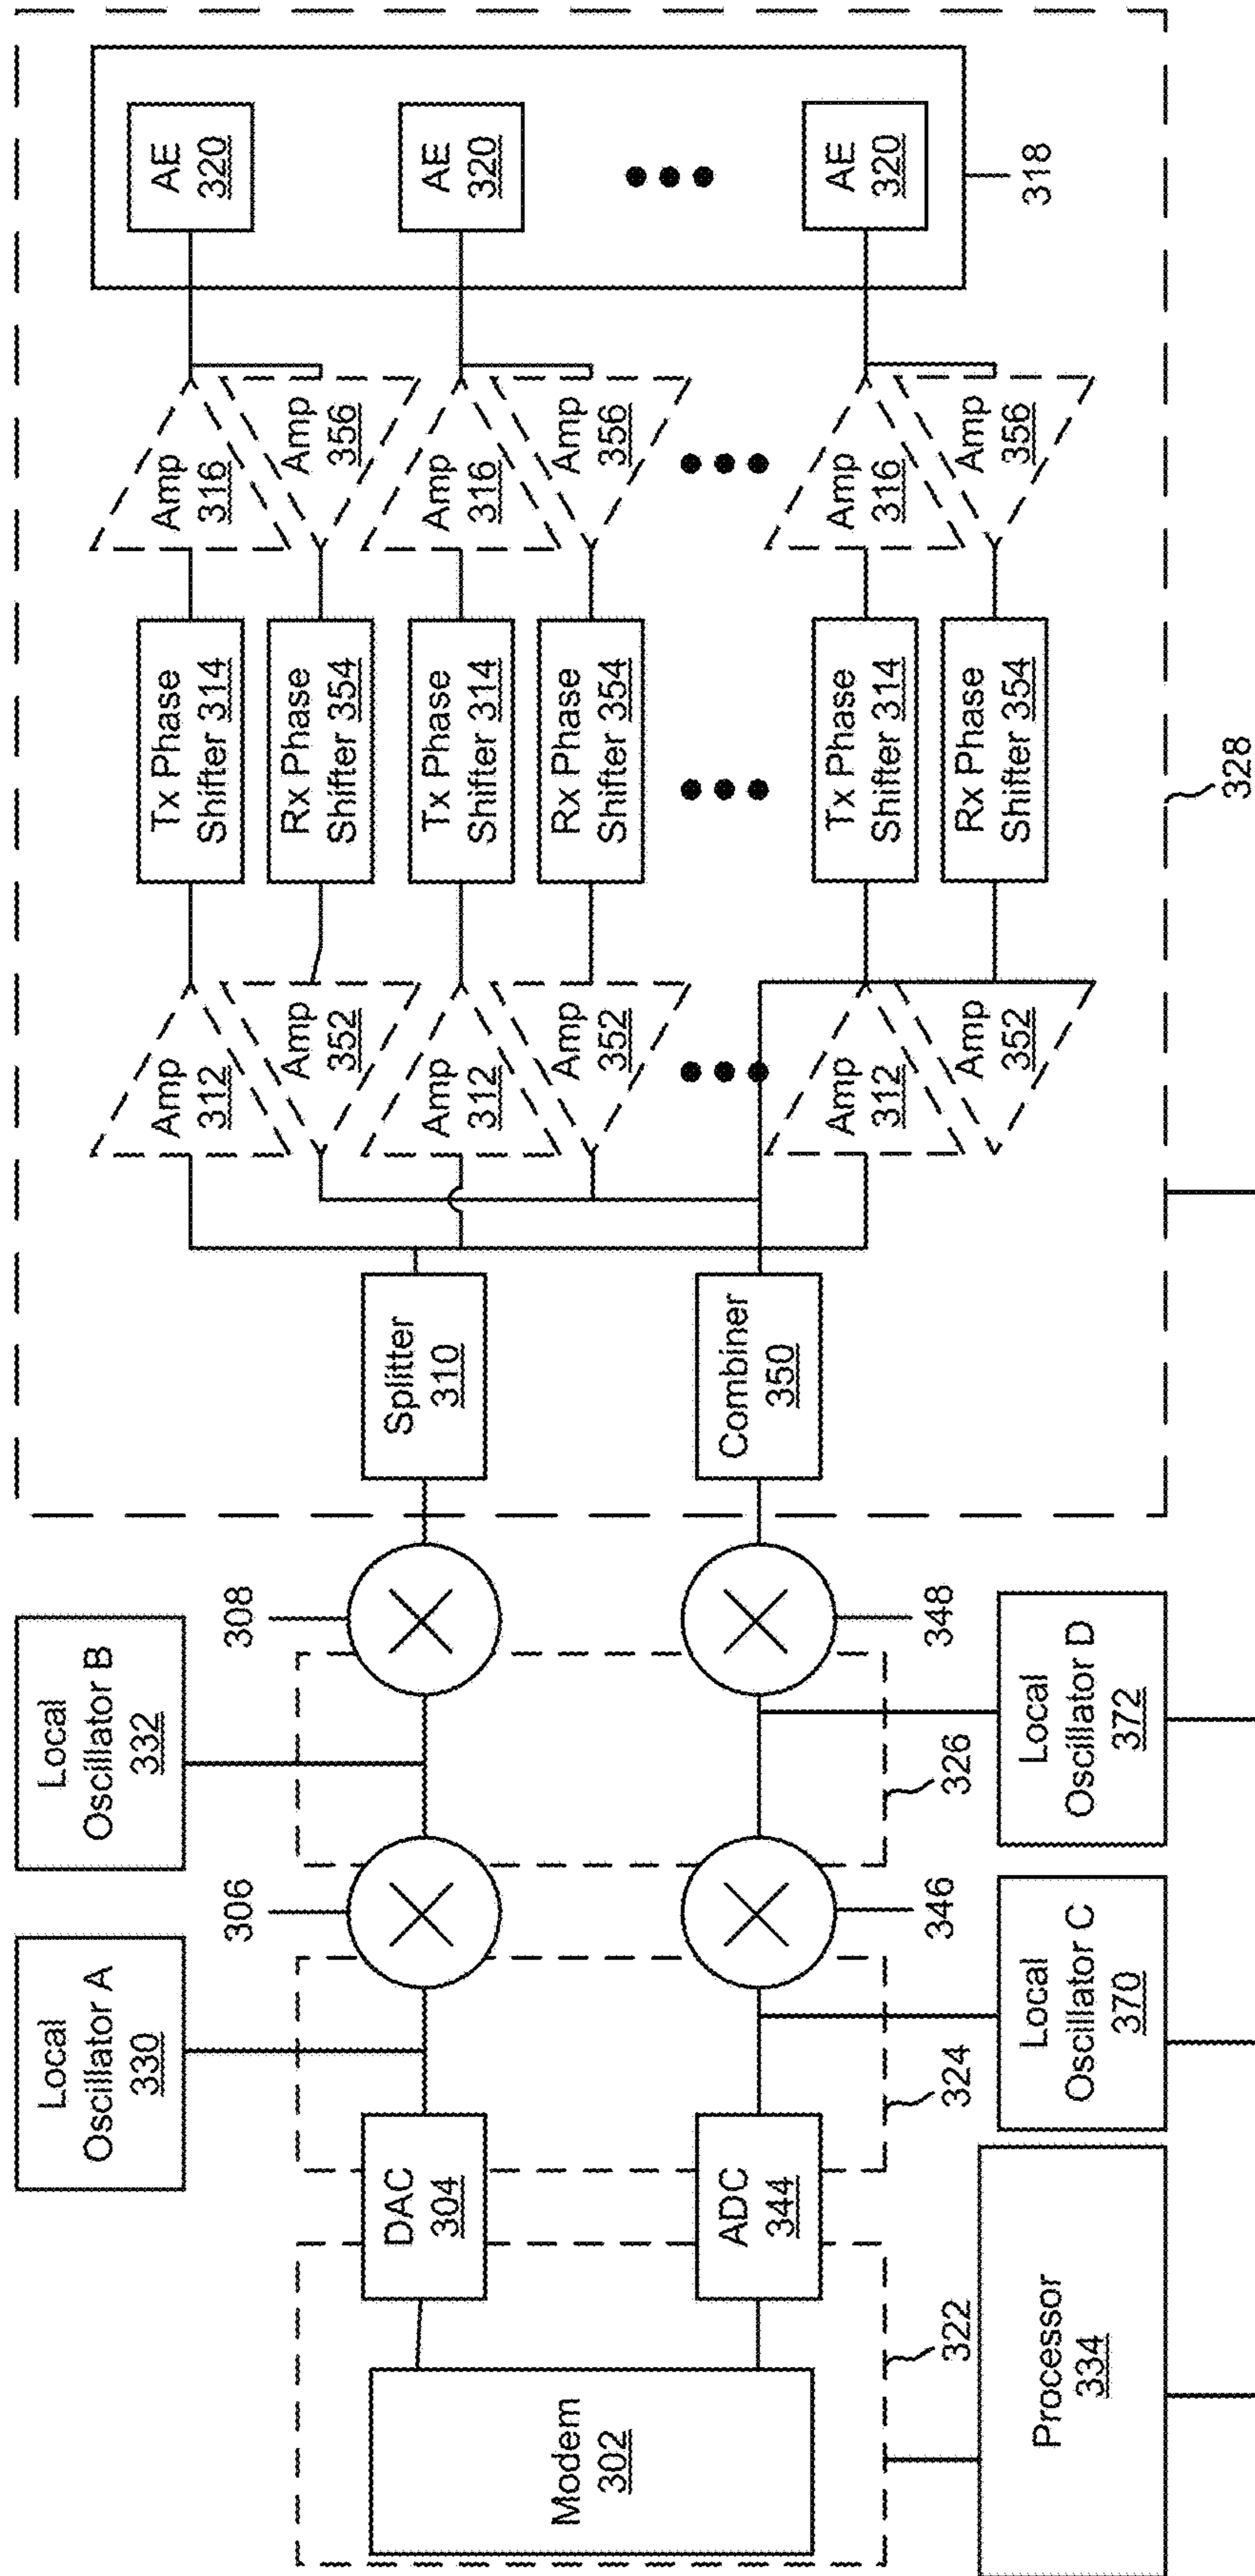 Local
Oscillator A
330
Local
Oscillator B
332
306
308
Modem
302
DAC
304
ADC
344
346
348
322
324
326
Processor
334
Local
Oscillator C
370
Local
Oscillator D
372
Splitter
310
Combiner
350
Amp
312
Amp
352
Amp
312
Amp
352
Amp
312
Amp
352
Tx Phase
Shifter 314
Rx Phase
Shifter 354
Tx Phase
Shifter 314
Rx Phase
Shifter 354
Tx Phase
Shifter 314
Rx Phase
Shifter 354
Amp
316
Amp
356
Amp
316
Amp
356
Amp
316
Amp
356
AE
320
AE
320
AE
320
318
328